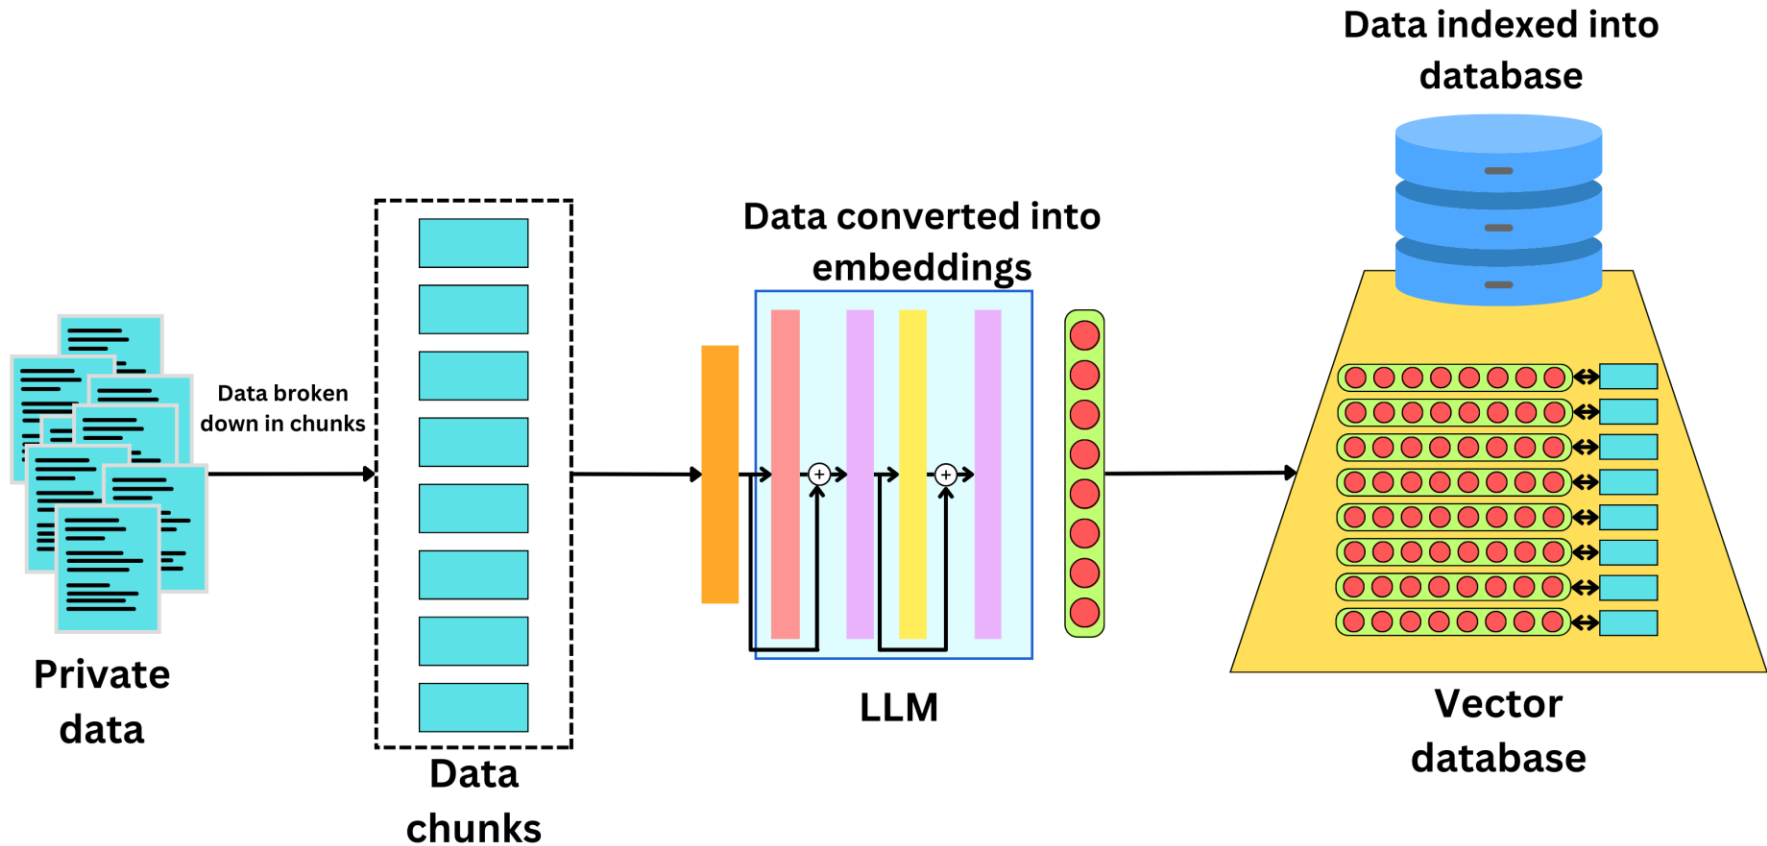 Data indexed into
database
Data converted into
embeddings
Data broken
down in chunks
+
+
Private
data
LLM
Vector
database
Data
chunks